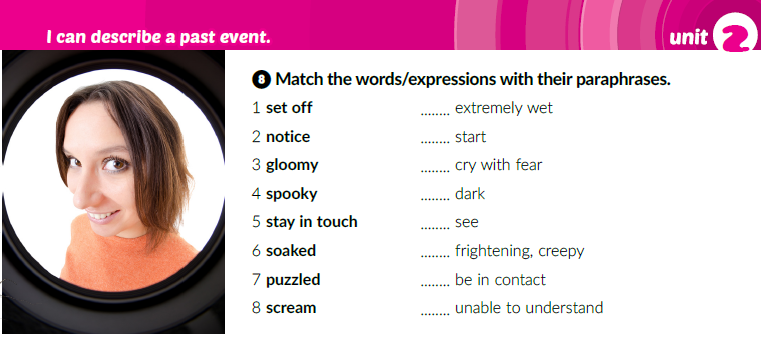 I can describe a past event.
unit 2
8 Match the words/expressions with their paraphrases.
1 set off ........ extremely wet
2 notice ........ start
3 gloomy ........ cry with fear
4 spooky ........ dark
5 stay in touch ........ see
6 soaked ........ frightening, creepy
7 puzzled ........ be in contact
8 scream ........ unable to understand